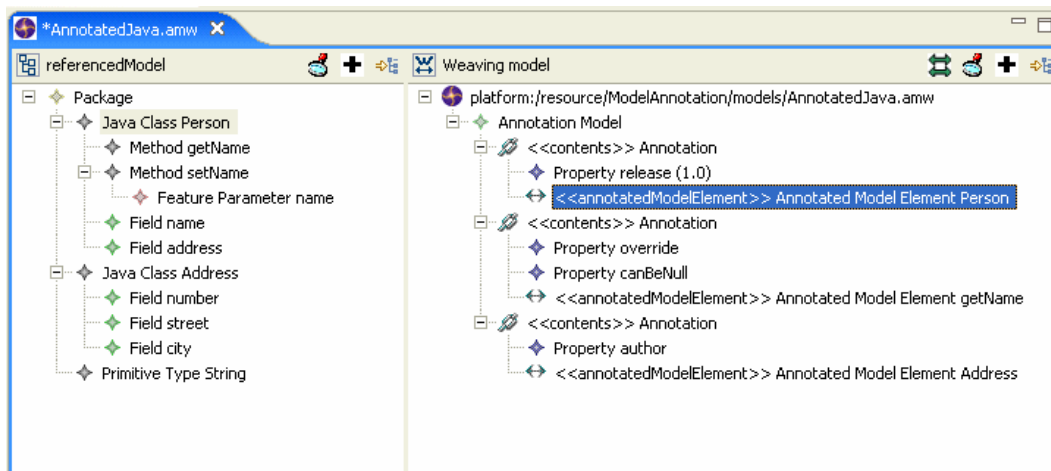 *AnnotatedJava.amw
referencedModel
Package
Java Class Person
Method getName
Method setName
Feature Parameter name
Field name
Field address
Java Class Address
Field number
Field street
Field city
Primitive Type String
Weaving model
platform:/resource/ModelAnnotation/models/AnnotatedJava.amw
Annotation Model
<<contents>> Annotation
Property release (1.0)
<<annotatedModelElement>> Annotated Model Element Person
<<contents>> Annotation
Property override
Property canBeNull
<<annotatedModelElement>> Annotated Model Element getName
<<contents>> Annotation
Property author
<<annotatedModelElement>> Annotated Model Element Address